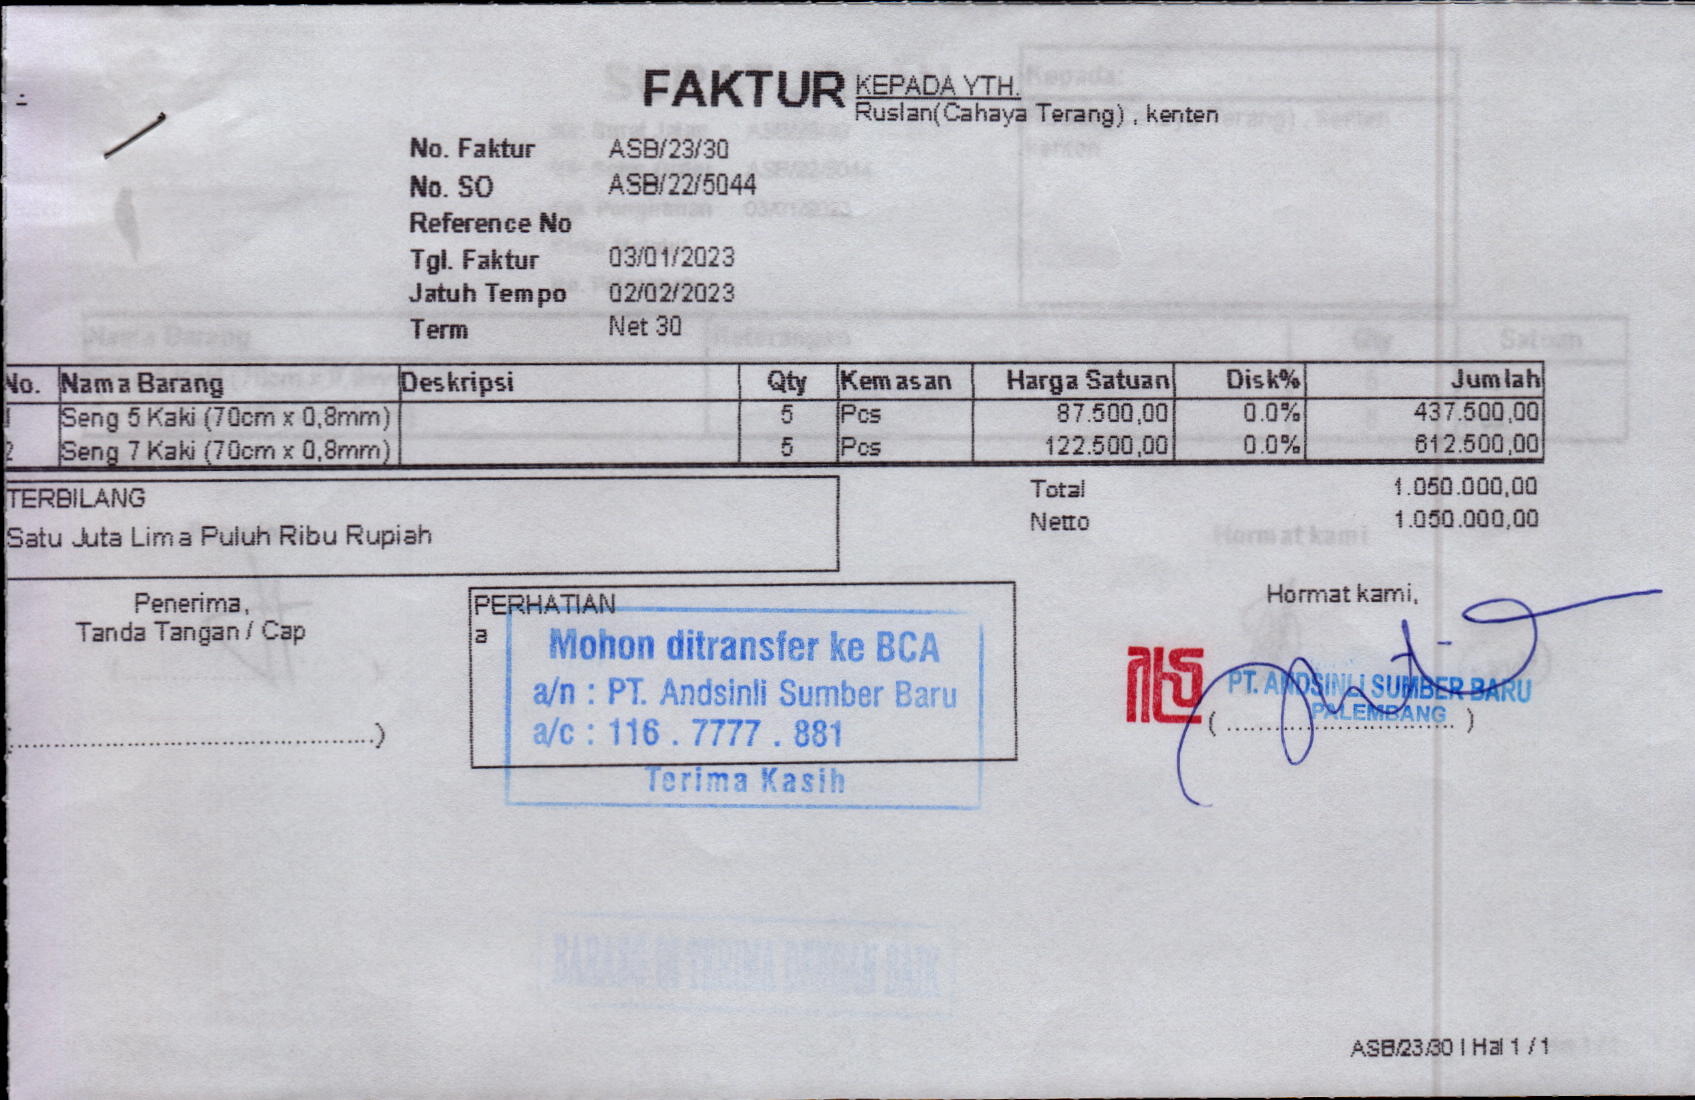 FAKTUR
KEPADA YTH.
Ruslan(Cahaya Terang) , kenten
No. Faktur ASB/23/30
No. SO ASB/22/5044
Reference No
Tgl. Faktur 03/01/2023
Jatuh Tempo 02/02/2023
Term Net 30
No. Nama Barang Deskripsi Qty Kemasan Harga Satuan Disk% Jumlah
1 Seng 5 Kaki (70cm x 0,8mm) 5 Pcs 87.500,00 0.0% 437.500,00
2 Seng 7 Kaki (70cm x 0,8mm) 5 Pcs 122.500,00 0.0% 612.500,00
TERBILANG
Satu Juta Lima Puluh Ribu Rupiah
Total 1.050.000,00
Netto 1.050.000,00
Penerima,
Tanda Tangan / Cap
(..................................................)
PERHATIAN
a
Mohon ditransfer ke BCA
a/n : PT. Andsinli Sumber Baru
a/c : 116 . 7777 . 881
Terima Kasih
Hormat kami,
PT. ANDSINLI SUMBER BARU
PALEMBANG
( ................................ )
BARANG DI TERIMA DENGAN BAIK
ASB/23/30 | Hal 1 / 1